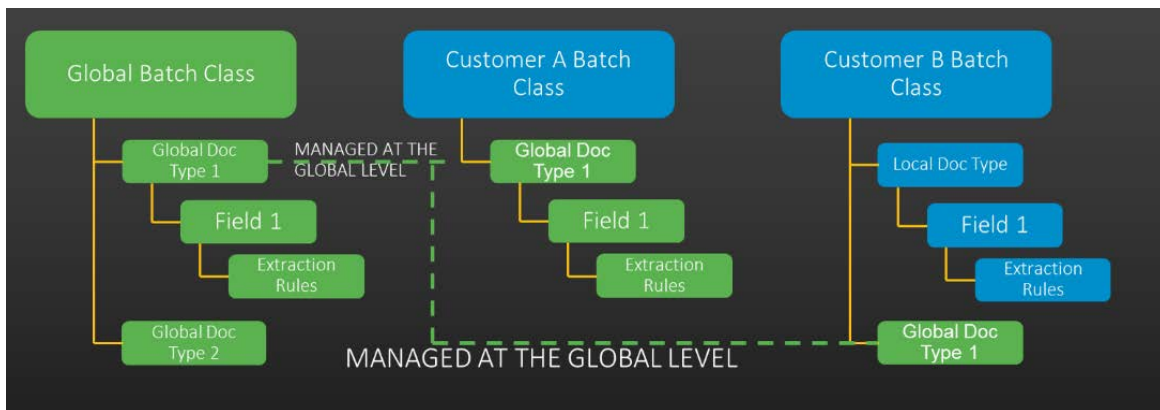 Global Batch Class
Global Doc
Type 1
Field 1
Extraction
Rules
Global Doc
Type 2
MANAGED AT THE
GLOBAL LEVEL
Customer A Batch
Class
Global Doc
Type 1
Field 1
Extraction
Rules
MANAGED AT THE GLOBAL LEVEL
Customer B Batch
Class
Local Doc Type
Field 1
Extraction
Rules
Global Doc
Type 1